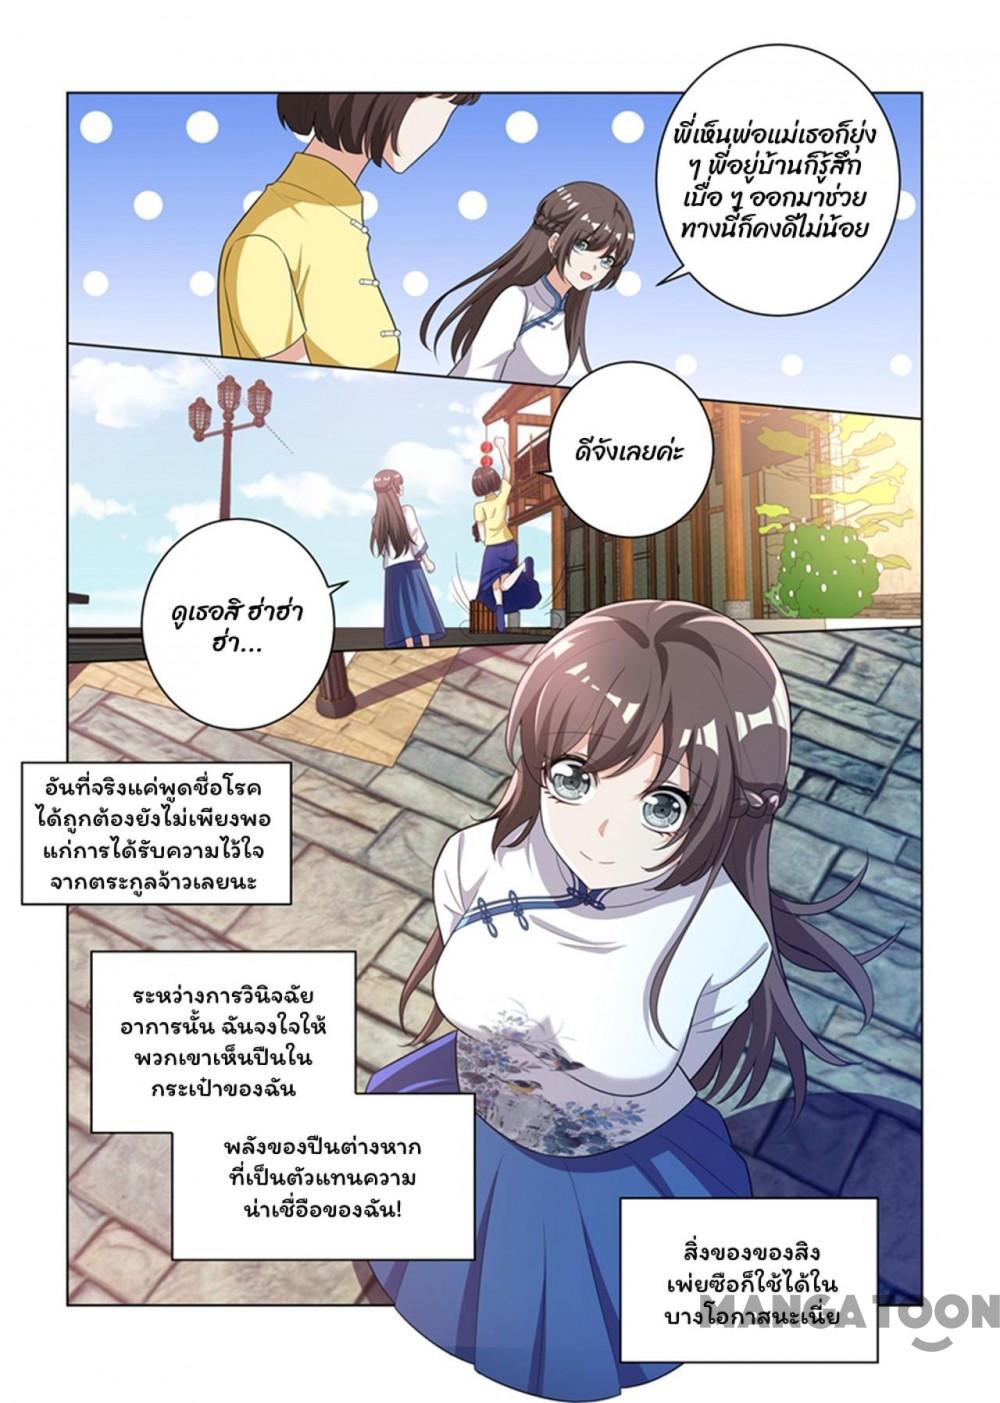 พี่เห็นพ่อแม่เธอก็ยุ่ง
ๆ พี่อยู่บ้านก็รู้สึก
เบื่อ ๆ ออกมาช่วย
ทางนี้ก็คงดีไม่น้อย
ดีจังเลยค่ะ
ดูเธอสิ ฮ่าฮ่า
ฮ่า...
อันที่จริงแค่พูดชื่อโรค
ได้ถูกต้องยังไม่เพียงพอ
แก่การได้รับความไว้ใจ
จากตระกูลจ้าวเลยนะ
ระหว่างการวินิจฉัย
อาการนั้น ฉันจงใจให้
พวกเขาเห็นปืนใน
กระเป๋าของฉัน
พลังของปืนต่างหาก
ที่เป็นตัวแทนความ
น่าเชื่อถือของฉัน!
สิ่งของของสิง
เพ่ยซือก็ใช้ได้ใน
บางโอกาสนะเนี่ย
MANGATOON